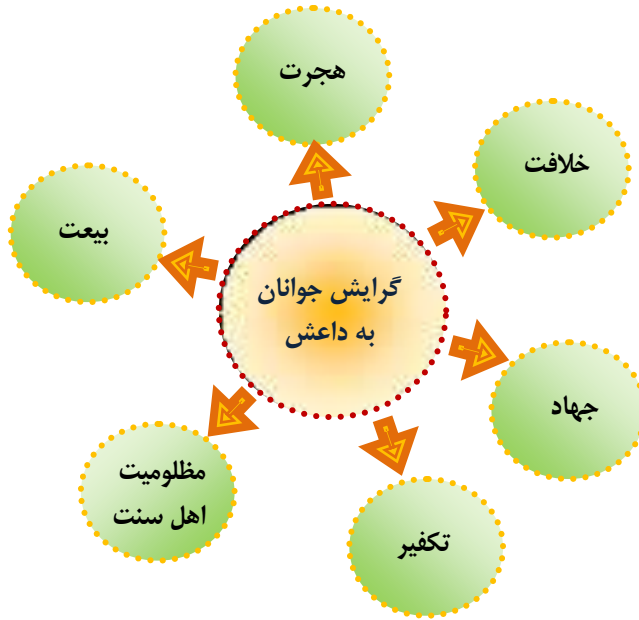 هجرت
خلافت
بیعت
گرایش جوانان
به داعش
جهاد
مظلومیت
اهل سنت
تکفیر